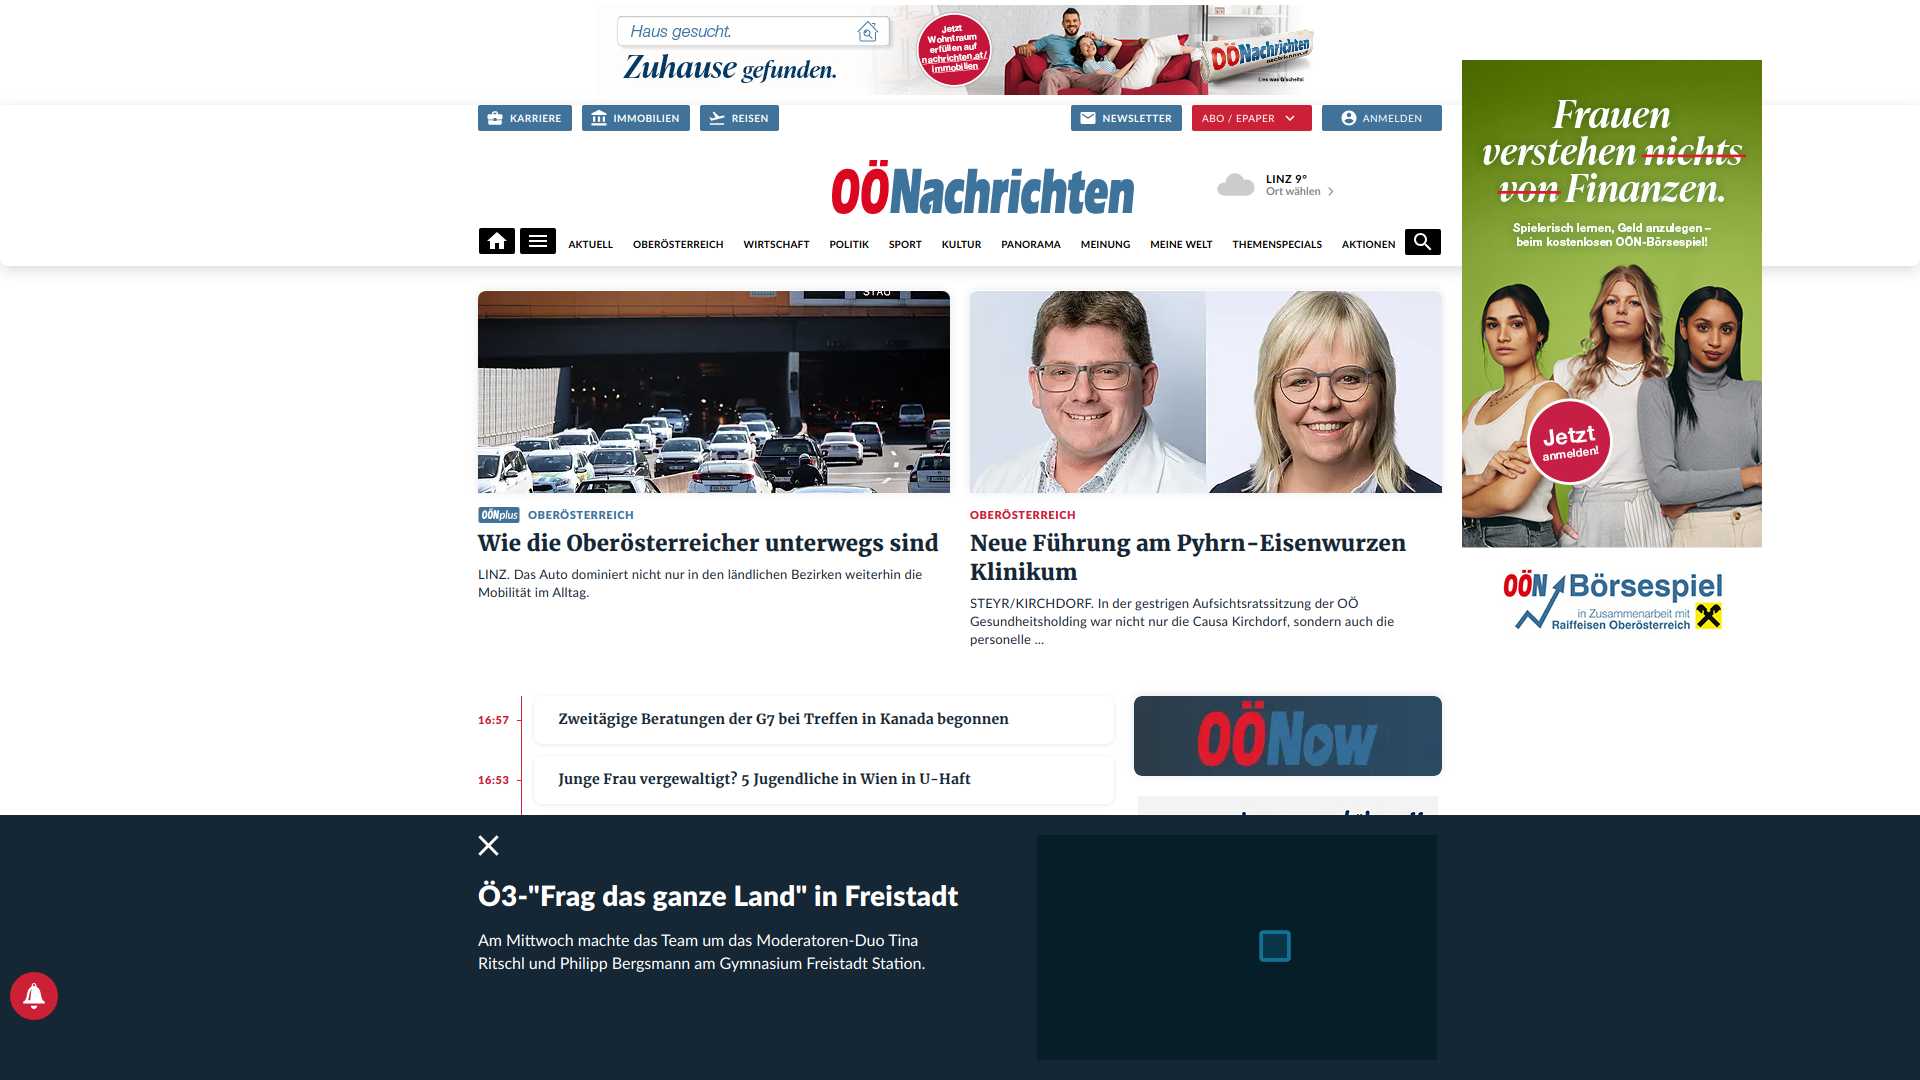 Haus gesucht.
Zuhause gefunden.
Jetzt
Wohntraum
erfüllen auf
nachrichten.at/
immobilien
OÖNachrichten
Lies was G'scheits!
KARRIERE
IMMOBILIEN
REISEN
NEWSLETTER
ABO / EPAPER
ANMELDEN
OÖNachrichten
LINZ 9°
Ort wählen
AKTUELL
OBERÖSTERREICH
WIRTSCHAFT
POLITIK
SPORT
KULTUR
PANORAMA
MEINUNG
MEINE WELT
THEMENSPECIALS
AKTIONEN
Frauen
verstehen nichts
von Finanzen.
Spielerisch lernen, Geld anzulegen –
beim kostenlosen OÖN-Börsespiel!
Jetzt
anmelden!
OÖN Börsespiel
in Zusammenarbeit mit
Raiffeisen Oberösterreich
OÖNplus OBERÖSTERREICH
Wie die Oberösterreicher unterwegs sind
LINZ. Das Auto dominiert nicht nur in den ländlichen Bezirken weiterhin die
Mobilität im Alltag.
OBERÖSTERREICH
Neue Führung am Pyhrn-Eisenwurzen
Klinikum
STEYR/KIRCHDORF. In der gestrigen Aufsichtsratssitzung der OÖ
Gesundheitsholding war nicht nur die Causa Kirchdorf, sondern auch die
personelle ...
16:57
Zweitägige Beratungen der G7 bei Treffen in Kanada begonnen
16:53
Junge Frau vergewaltigt? 5 Jugendliche in Wien in U-Haft
OÖNow
Ö3-"Frag das ganze Land" in Freistadt
Am Mittwoch machte das Team um das Moderatoren-Duo Tina
Ritschl und Philipp Bergsmann am Gymnasium Freistadt Station.